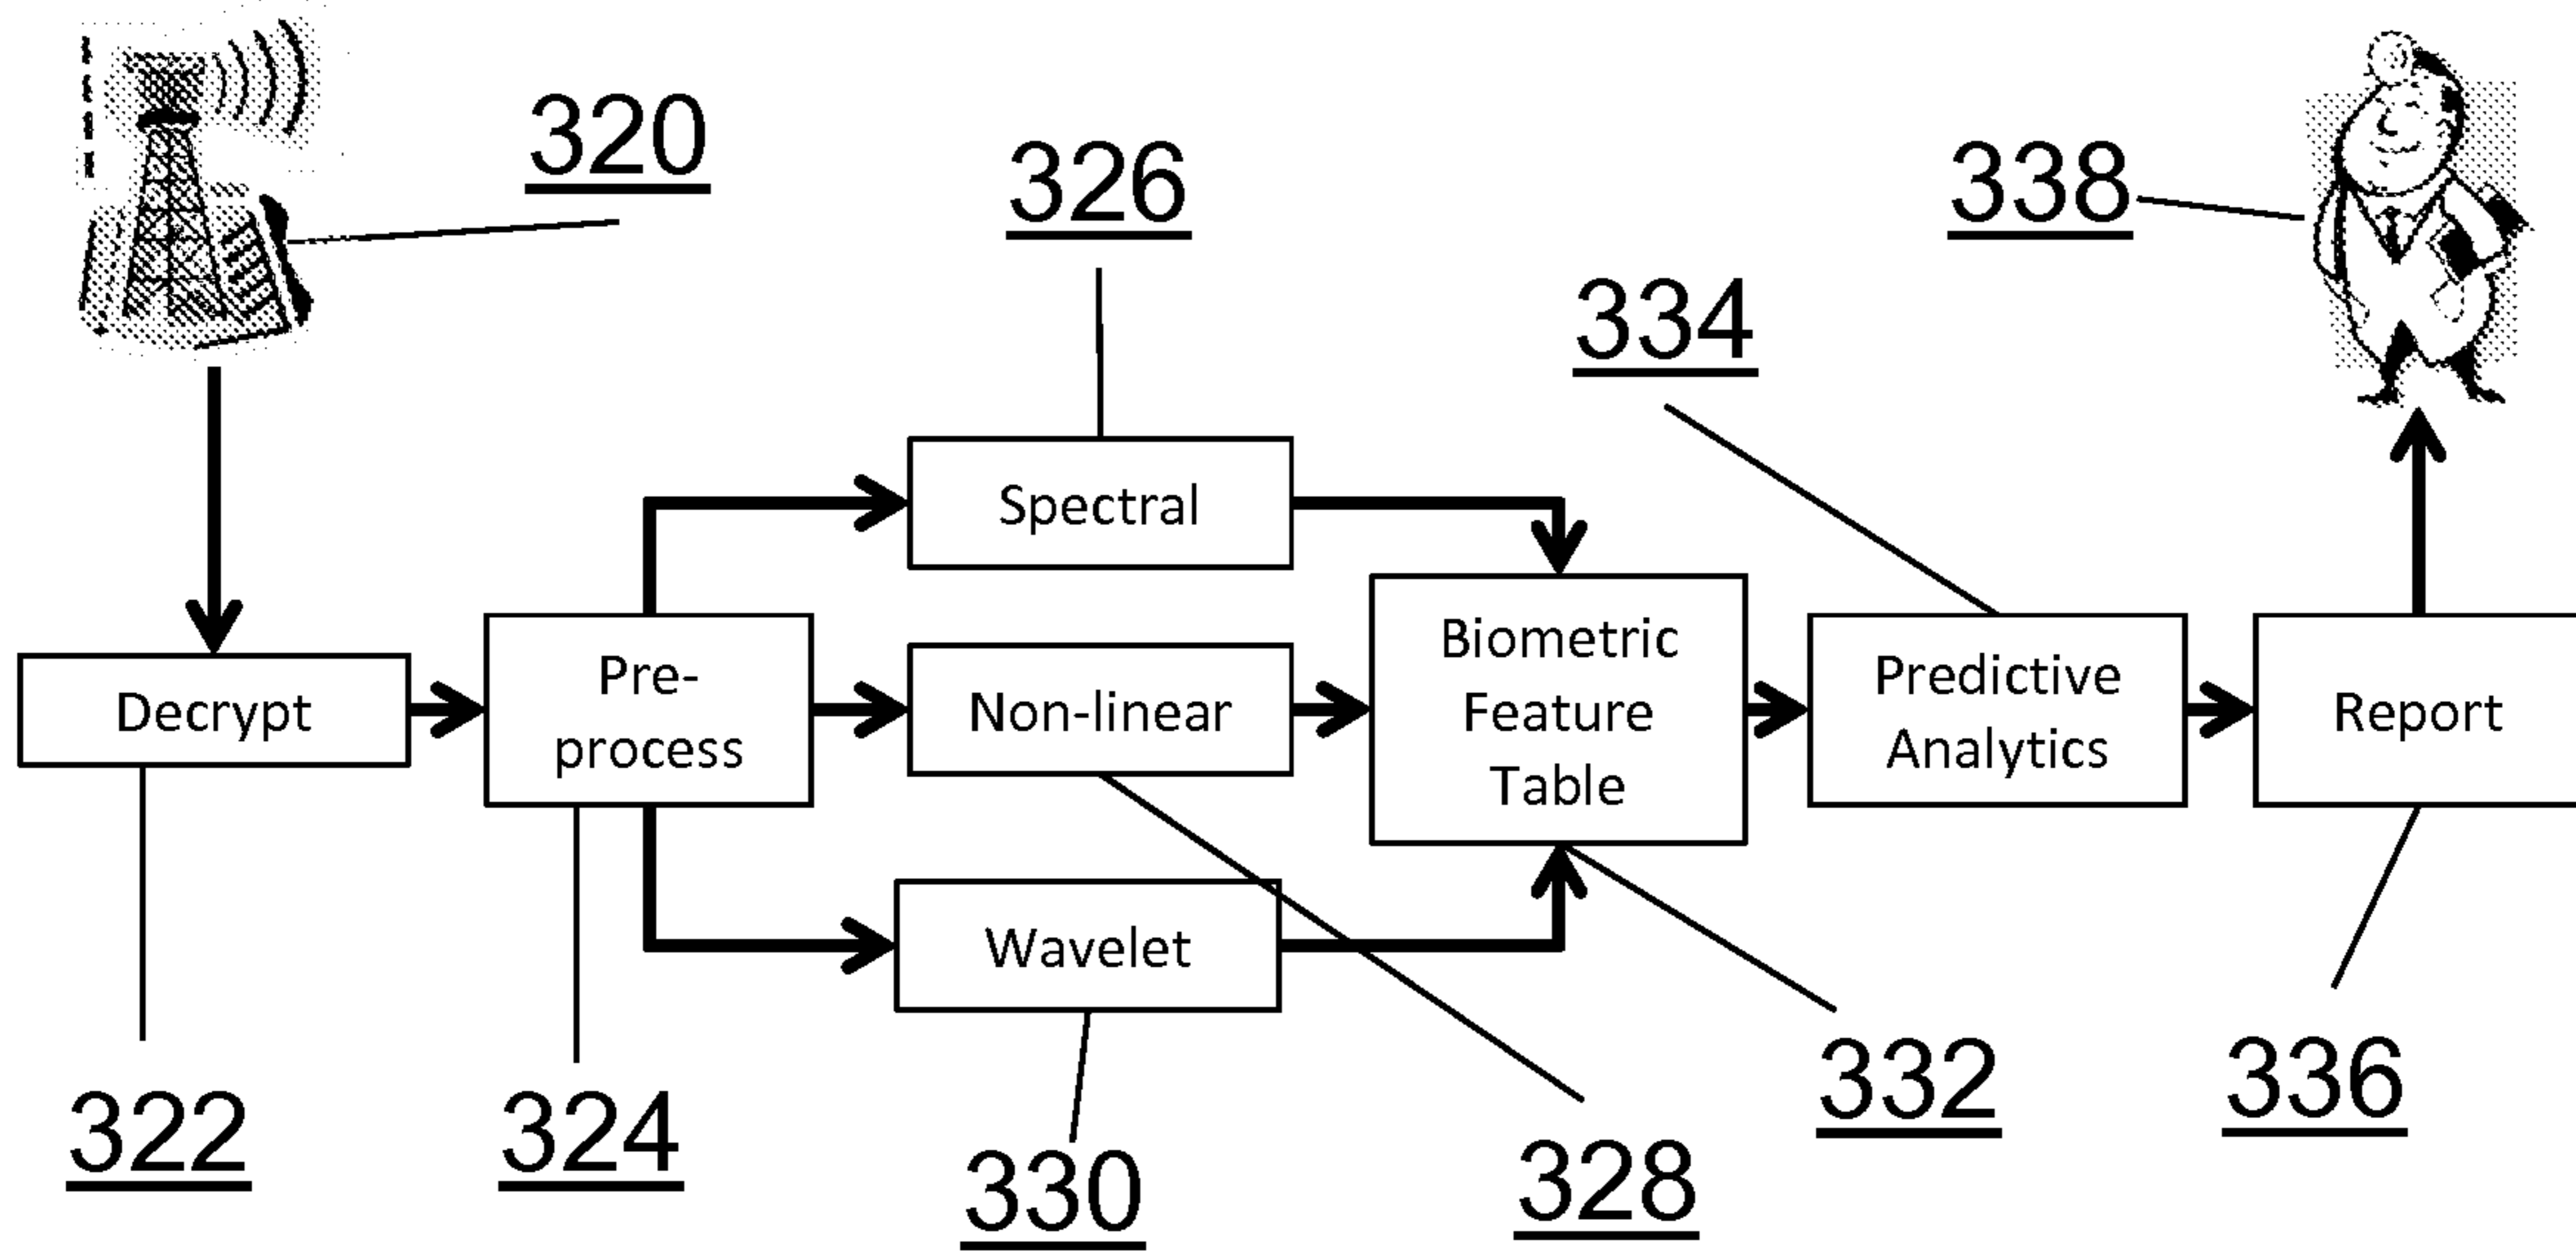 320
326
338
334
Spectral
Decrypt
Pre-
process
Non-linear
Biometric
Feature
Table
Predictive
Analytics
Report
Wavelet
322
324
330
328
332
336